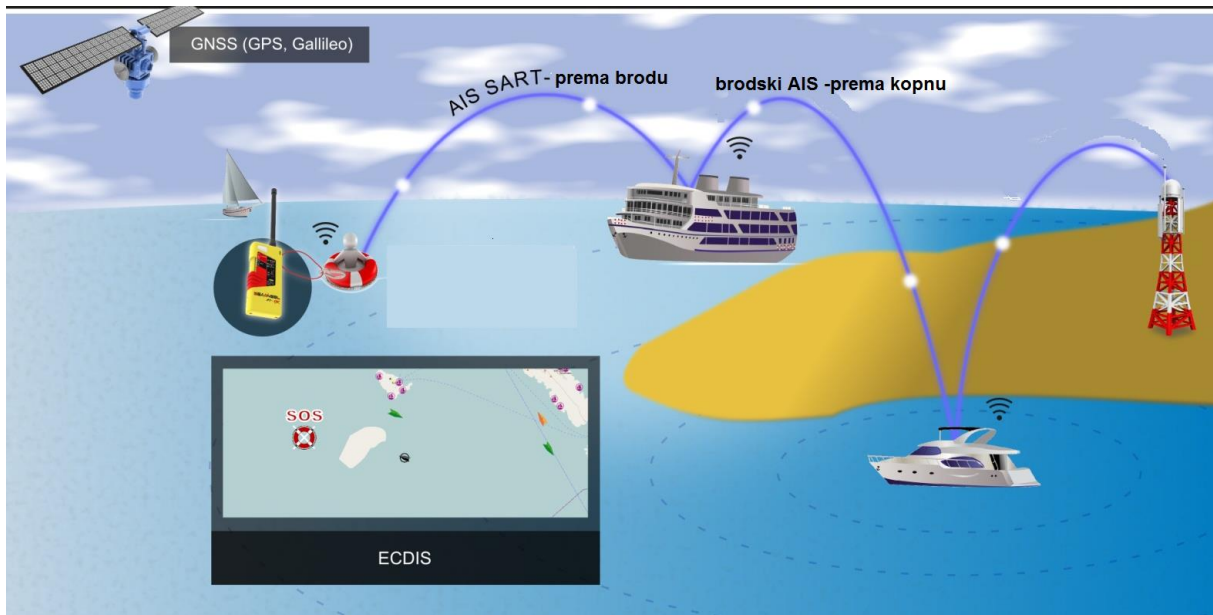 GNSS (GPS, Gallileo)
AIS SART- prema brodu
brodski AIS -prema kopnu
SOS
ECDIS